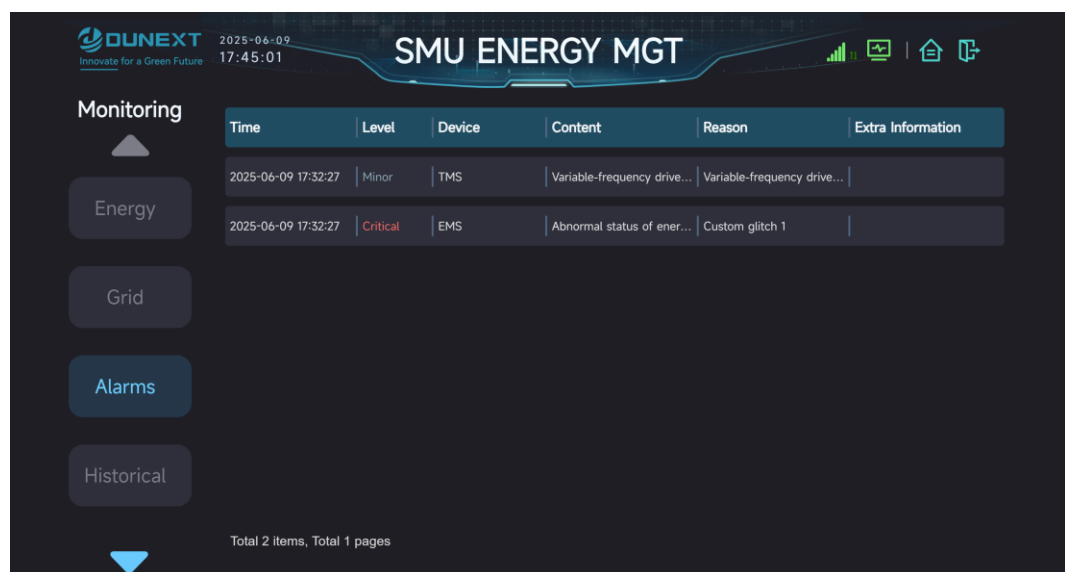 DUNEXT
Innovate for a Green Future
2025-06-09
17:45:01
SMU ENERGY MGT
Monitoring
Time Level Device Content Reason Extra Information
2025-06-09 17:32:27 Minor TMS Variable-frequency drive... Variable-frequency drive...
2025-06-09 17:32:27 Critical EMS Abnormal status of ener... Custom glitch 1
Energy
Grid
Alarms
Historical
Total 2 items, Total 1 pages